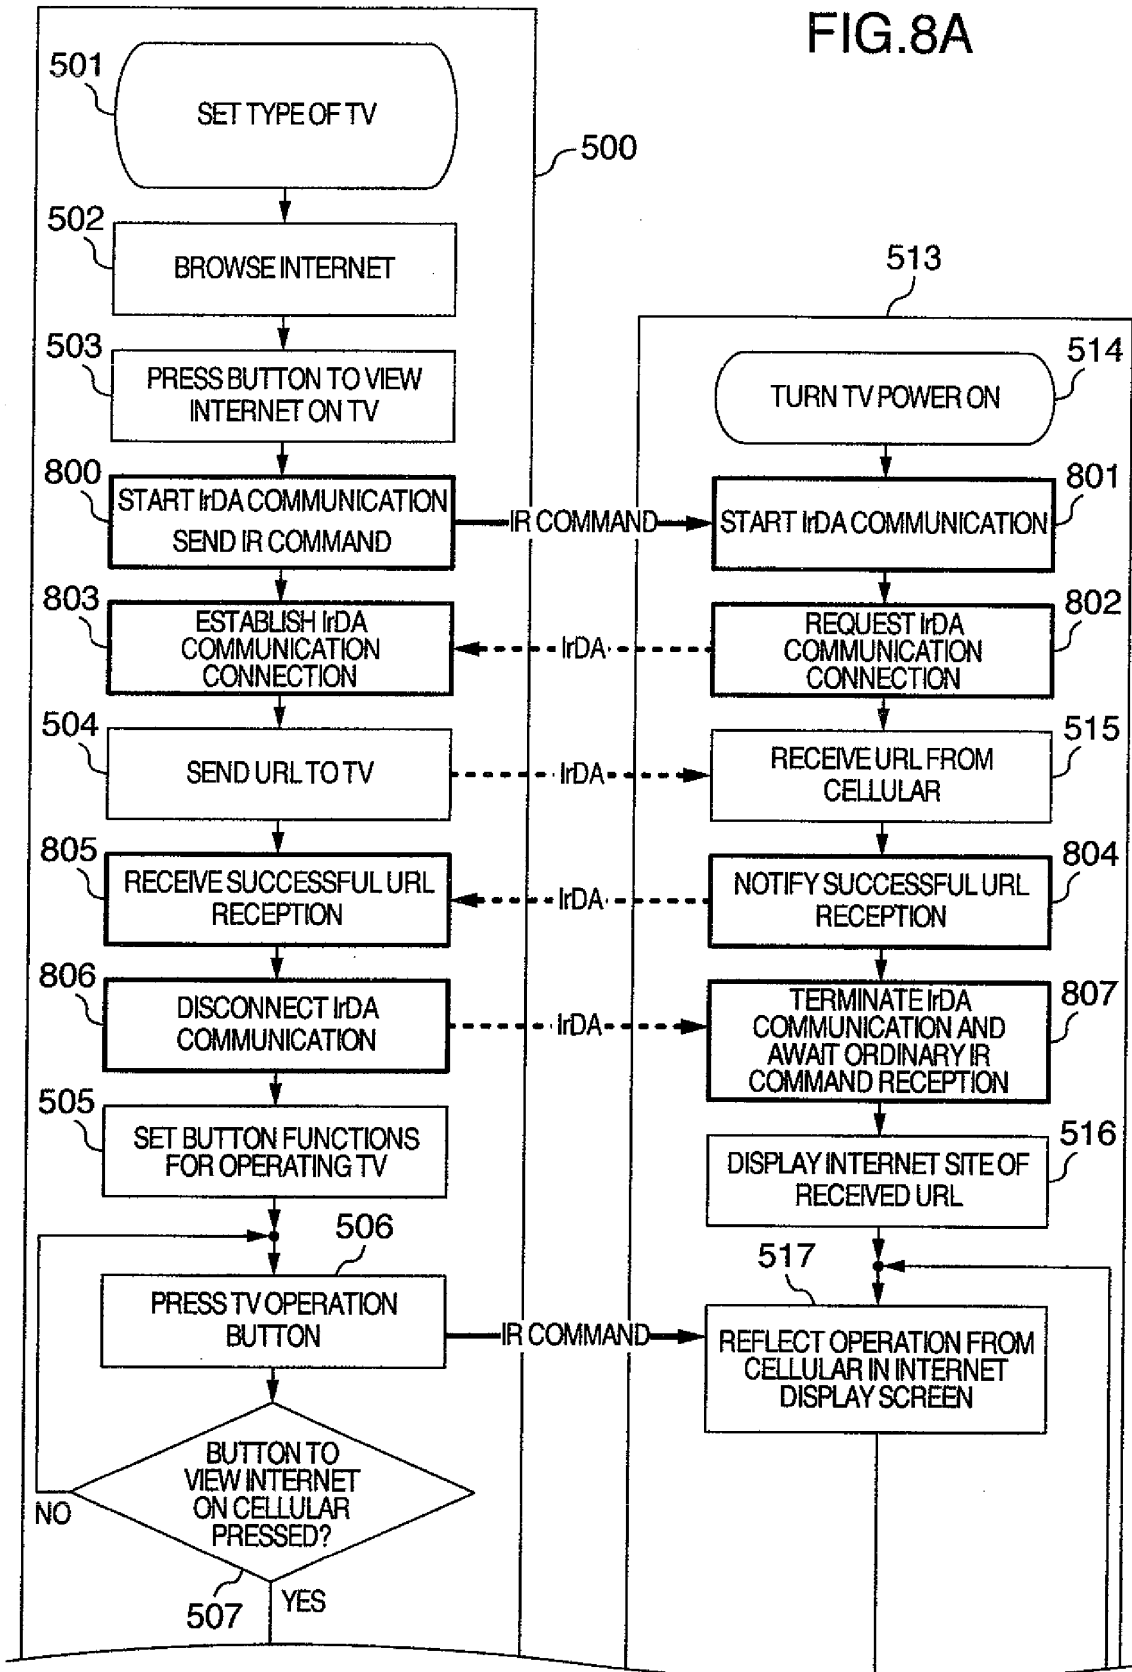 FIG.8A
501
SET TYPE OF TV
500
502
BROWSE INTERNET
503
PRESS BUTTON TO VIEW
INTERNET ON TV
513
514
TURN TV POWER ON
800
START IrDA COMMUNICATION
SEND IR COMMAND
IR COMMAND
801
START IrDA COMMUNICATION
803
ESTABLISH IrDA
COMMUNICATION
CONNECTION
IrDA
802
REQUEST IrDA
COMMUNICATION
CONNECTION
504
SEND URL TO TV
IrDA
515
RECEIVE URL FROM
CELLULAR
805
RECEIVE SUCCESSFUL URL
RECEPTION
IrDA
804
NOTIFY SUCCESSFUL URL
RECEPTION
806
DISCONNECT IrDA
COMMUNICATION
IrDA
807
TERMINATE IrDA
COMMUNICATION AND
AWAIT ORDINARY IR
COMMAND RECEPTION
505
SET BUTTON FUNCTIONS
FOR OPERATING TV
516
DISPLAY INTERNET SITE OF
RECEIVED URL
506
PRESS TV OPERATION
BUTTON
IR COMMAND
517
REFLECT OPERATION FROM
CELLULAR IN INTERNET
DISPLAY SCREEN
BUTTON TO
VIEW INTERNET
ON CELLULAR
PRESSED?
NO
507
YES